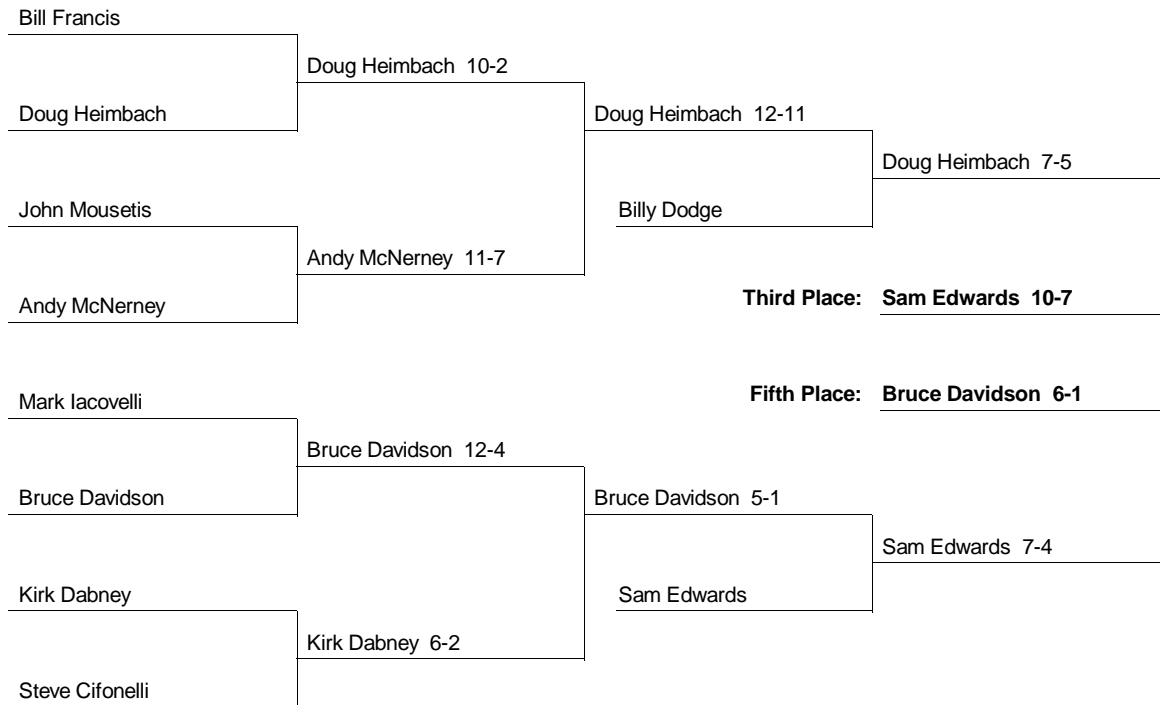 Bill Francis
Doug Heimbach 10-2
Doug Heimbach
Doug Heimbach 12-11
Doug Heimbach 7-5
John Mousetis
Billy Dodge
Andy McNerney 11-7
Andy McNerney
Third Place: Sam Edwards 10-7
Mark Iacovelli
Fifth Place: Bruce Davidson 6-1
Bruce Davidson 12-4
Bruce Davidson
Bruce Davidson 5-1
Sam Edwards 7-4
Kirk Dabney
Sam Edwards
Kirk Dabney 6-2
Steve Cifonelli